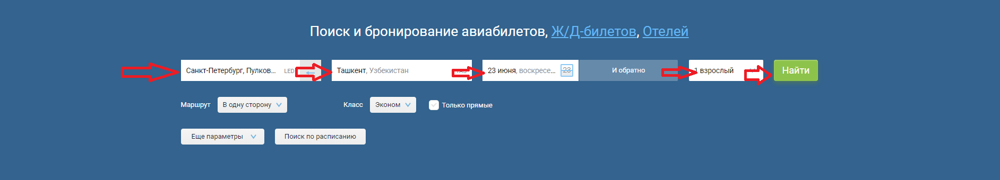 Поиск и бронирование авиабилетов, Ж/Д-билетов, Отелей
Санкт-Петербург, Пулков... LED Ташкент, Узбекистан 23 июня, воскресе... 23 И обратно 1 взрослый Найти
Маршрут В одну сторону Класс Эконом Только прямые
Еще параметры Поиск по расписанию